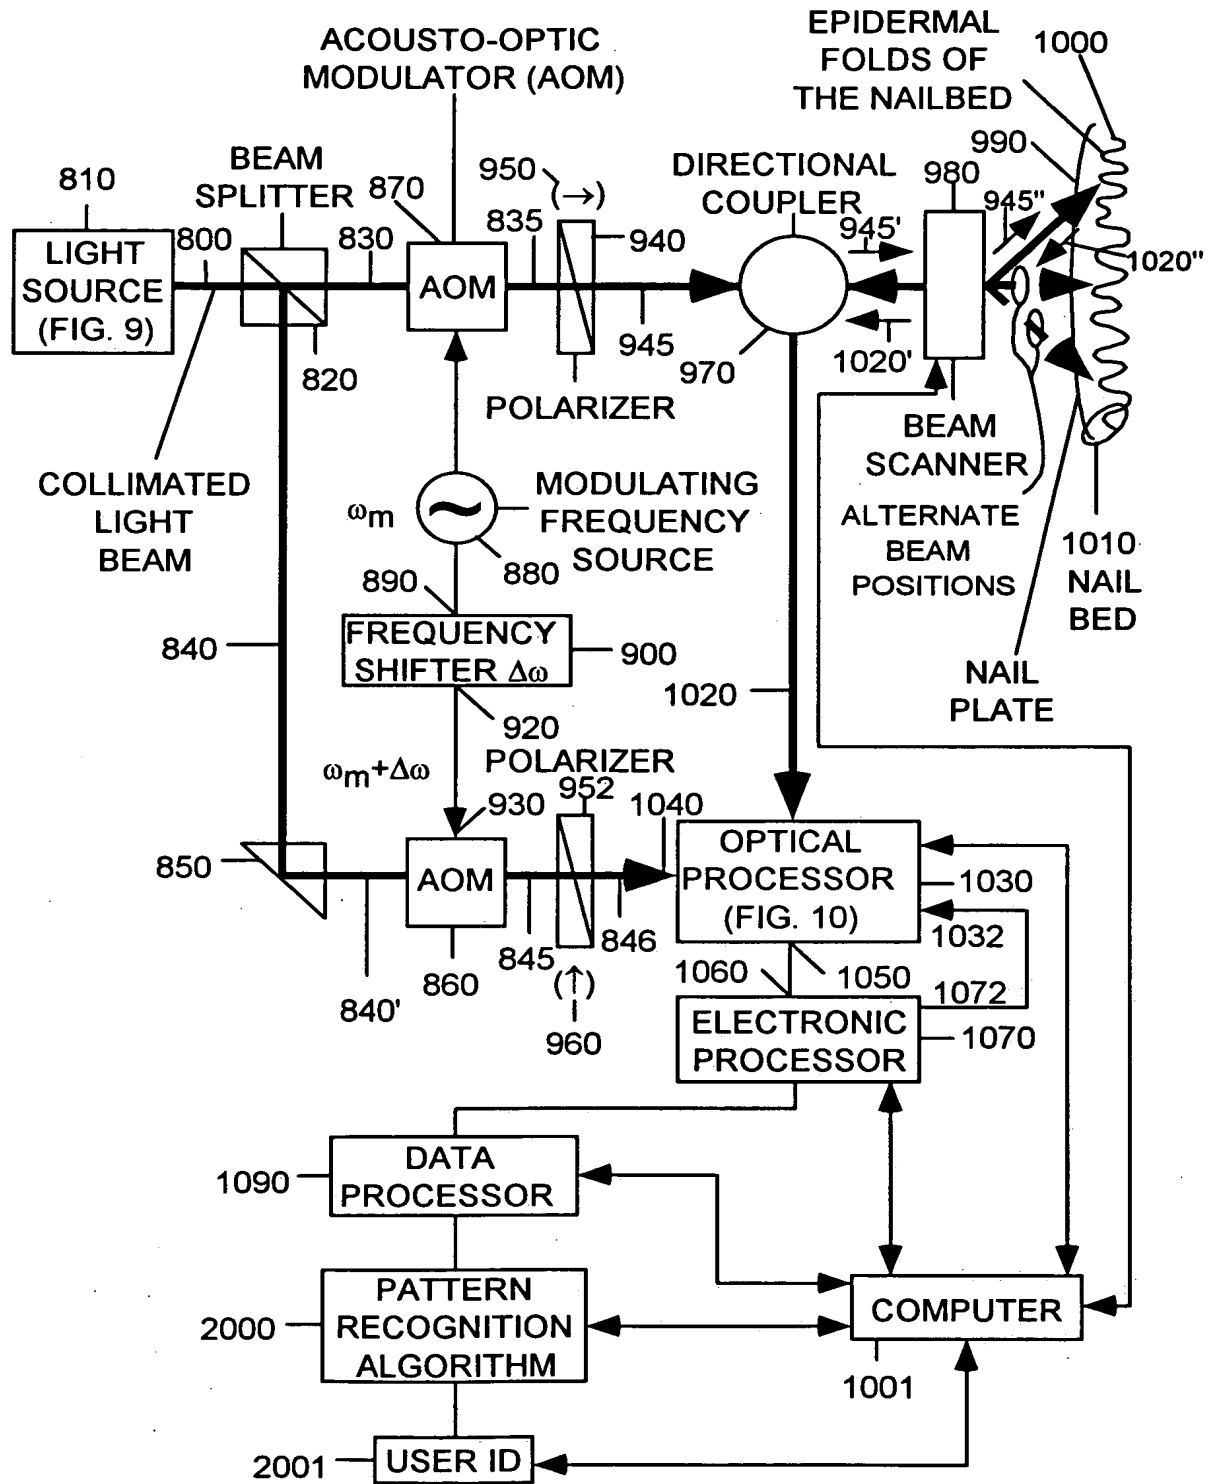 ACOUSTO-OPTIC
MODULATOR (AOM)
EPIDERMAL
FOLDS OF
THE NAILBED
1000
BEAM
SPLITTER
810
870
950
(→)
DIRECTIONAL
COUPLER
980
990
LIGHT
SOURCE
(FIG. 9)
800
830
AOM
835
940
945'
945"
1020"
820
945
970
1020'
POLARIZER
COLLIMATED
LIGHT
BEAM
ωm
MODULATING
FREQUENCY
SOURCE
880
BEAM
SCANNER
ALTERNATE
BEAM
POSITIONS
1010
NAIL
BED
890
FREQUENCY
SHIFTER Δω
900
840
920
1020
NAIL
PLATE
ωm+Δω
POLARIZER
952
930
1040
850
AOM
OPTICAL
PROCESSOR
(FIG. 10)
1030
1032
840'
860
845
846
(↑)
960
1060
1050
1072
ELECTRONIC
PROCESSOR
1070
1090
DATA
PROCESSOR
2000
PATTERN
RECOGNITION
ALGORITHM
COMPUTER
1001
2001
USER ID